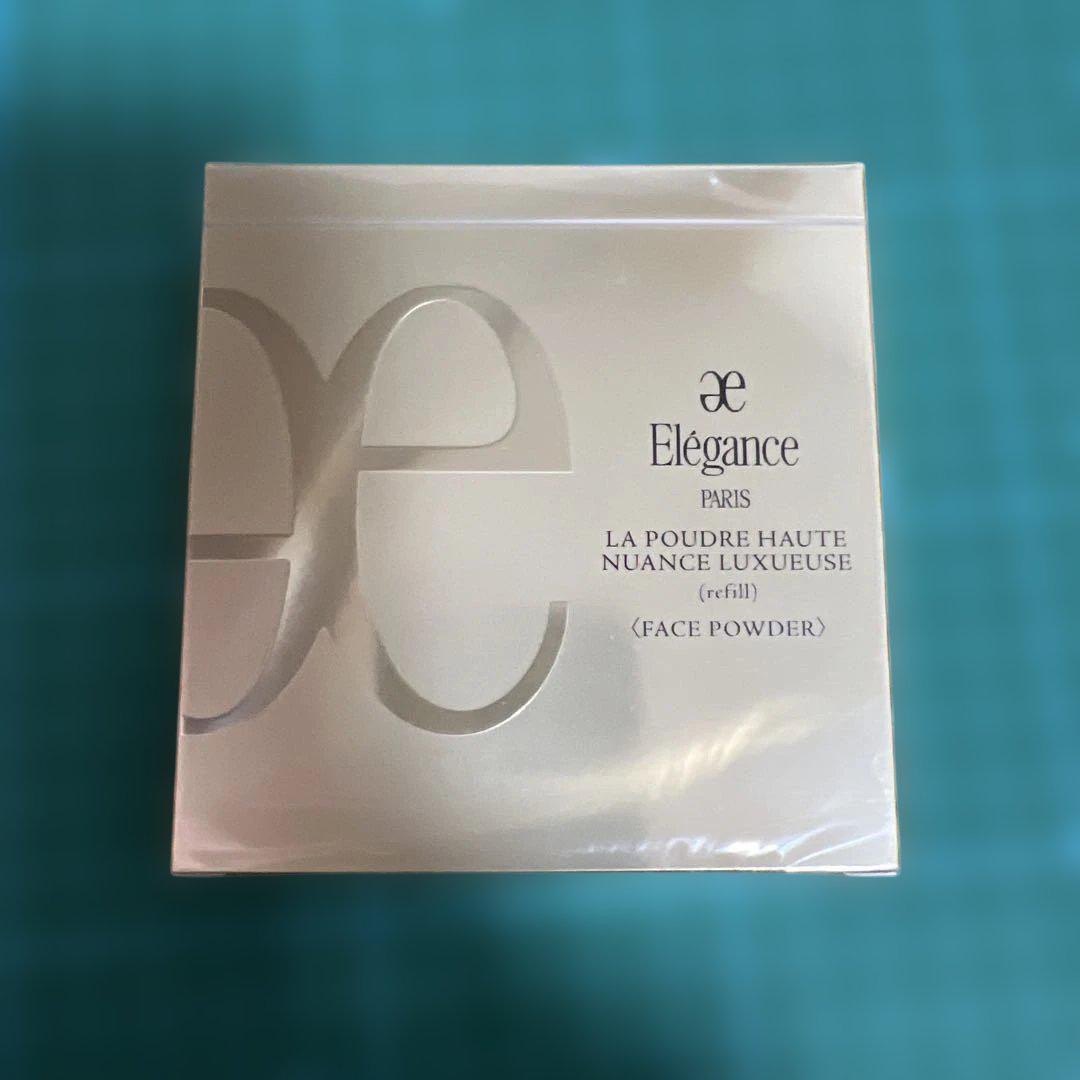 æ
Elégance
PARIS
LA POUDRE HAUTE
NUANCE LUXUEUSE
(refill)
〈FACE POWDER〉